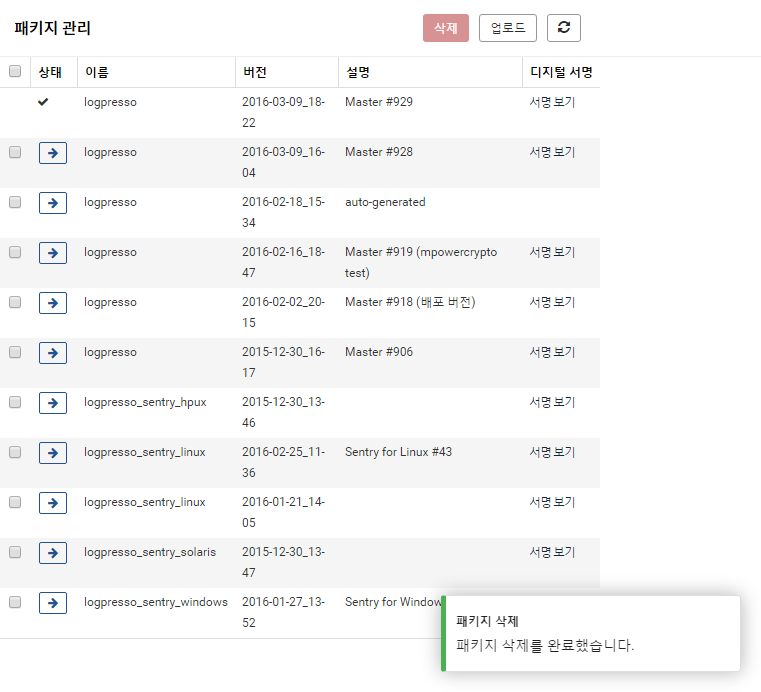 패키지 관리 삭제 업로드
상태 이름 버전 설명 디지털 서명
logpresso 2016-03-09_18- Master #929 서명 보기
22
logpresso 2016-03-09_16- Master #928 서명 보기
04
logpresso 2016-02-18_15- auto-generated
34
logpresso 2016-02-16_18- Master #919 (mpowercrypto 서명 보기
47 test)
logpresso 2016-02-02_20- Master #918 (배포 버전) 서명 보기
15
logpresso 2015-12-30_16- Master #906 서명 보기
17
logpresso_sentry_hpux 2015-12-30_13- 서명 보기
46
logpresso_sentry_linux 2016-02-25_11- Sentry for Linux #43 서명 보기
36
logpresso_sentry_linux 2016-01-21_14- 서명 보기
05
logpresso_sentry_solaris 2015-12-30_13- 서명 보기
47
logpresso_sentry_windows 2016-01-27_13- Sentry for Window
52
패키지 삭제
패키지 삭제를 완료했습니다.